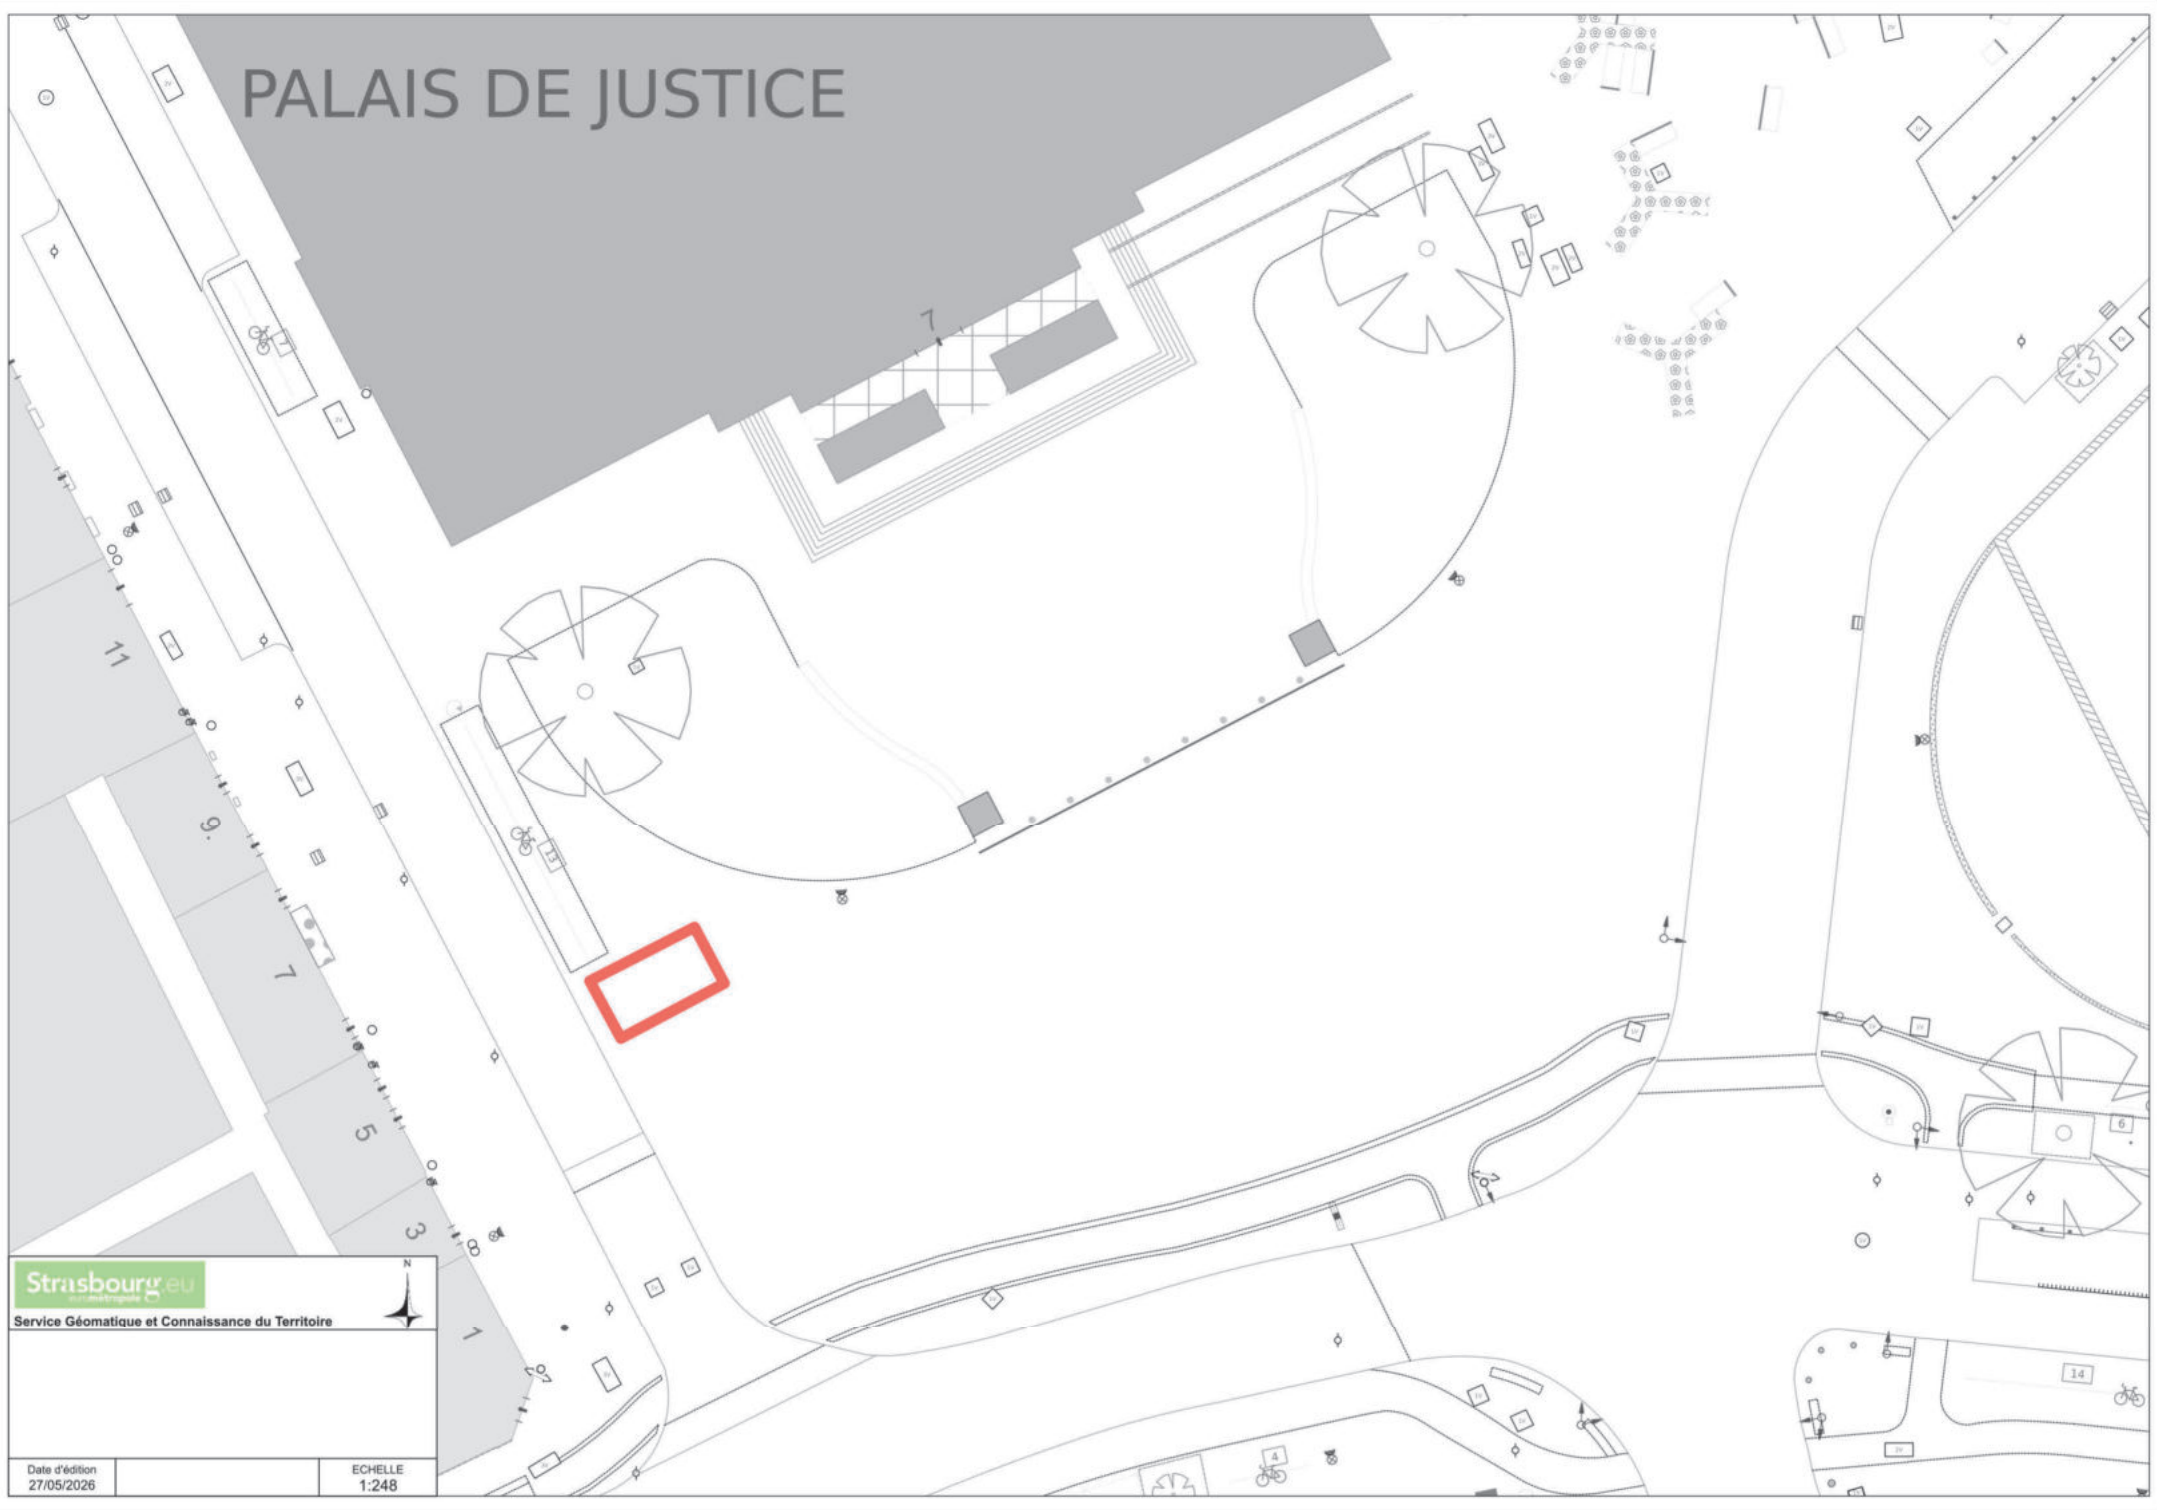 PALAIS DE JUSTICE
7
7
11
9.
13
7
5
3
1
6
14
4
Strasbourg.eu
eurométropole
N
Service Géomatique et Connaissance du Territoire
Date d'édition
27/05/2026
ECHELLE
1:248